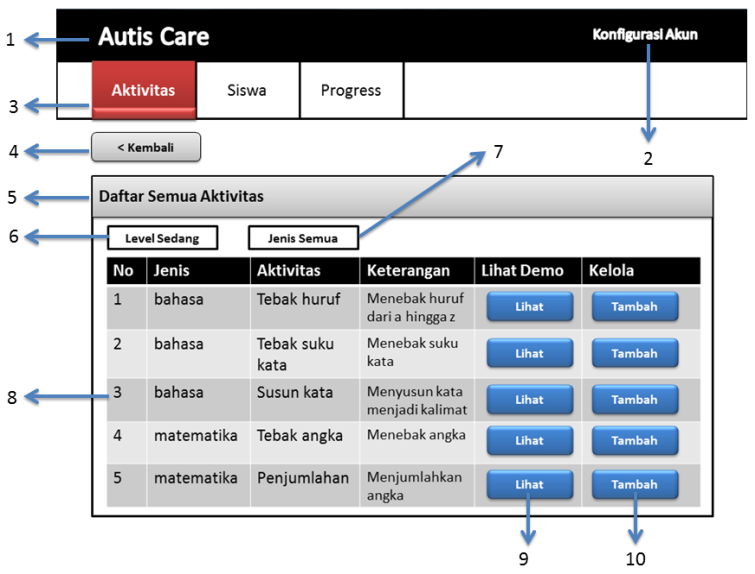 1
Autis Care
Konfigurasi Akun
Aktivitas
Siswa
Progress
3
4
< Kembali
7
2
5
Daftar Semua Aktivitas
6
Level Sedang
Jenis Semua
No Jenis Aktivitas Keterangan Lihat Demo Kelola
1 bahasa Tebak huruf Menebak huruf Lihat Tambah
dari a hingga z
2 bahasa Tebak suku Menebak suku Lihat Tambah
kata kata
8
3 bahasa Susun kata Menyusun kata Lihat Tambah
menjadi kalimat
4 matematika Tebak angka Menebak angka Lihat Tambah
5 matematika Penjumlahan Menjumlahkan Lihat Tambah
angka
9
10